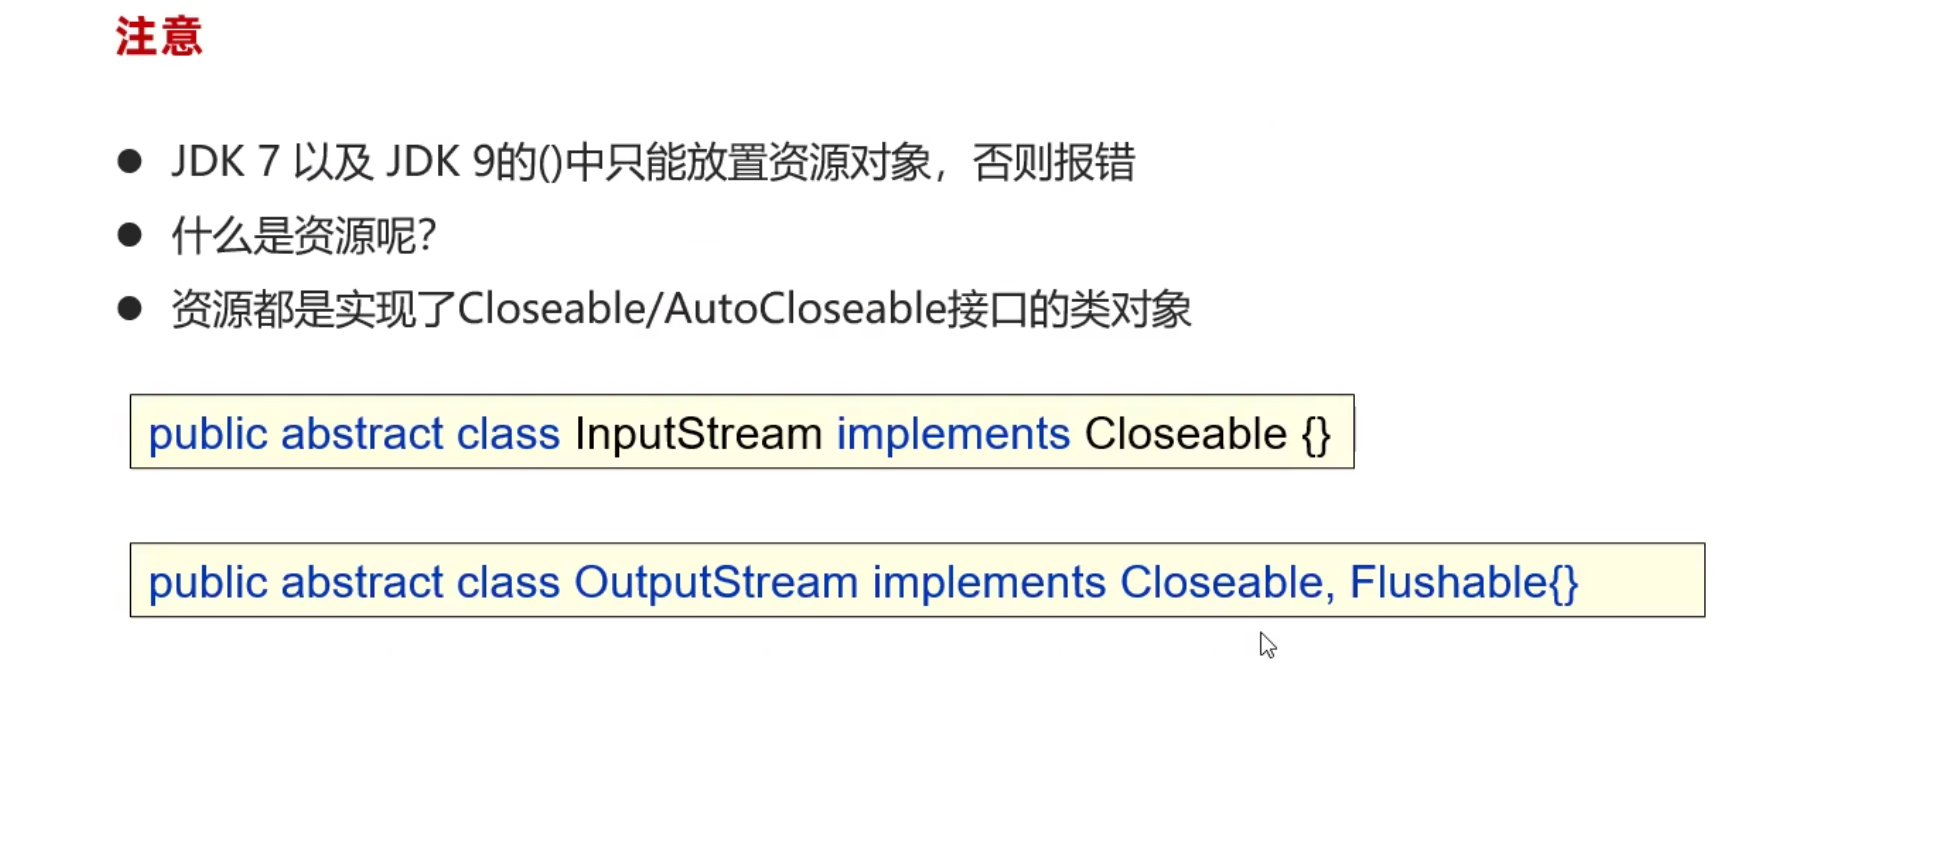 注意
JDK 7 以及 JDK 9的()中只能放置资源对象，否则报错
什么是资源呢？
资源都是实现了Closeable/AutoCloseable接口的类对象
public abstract class InputStream implements Closeable {}
public abstract class OutputStream implements Closeable, Flushable{}